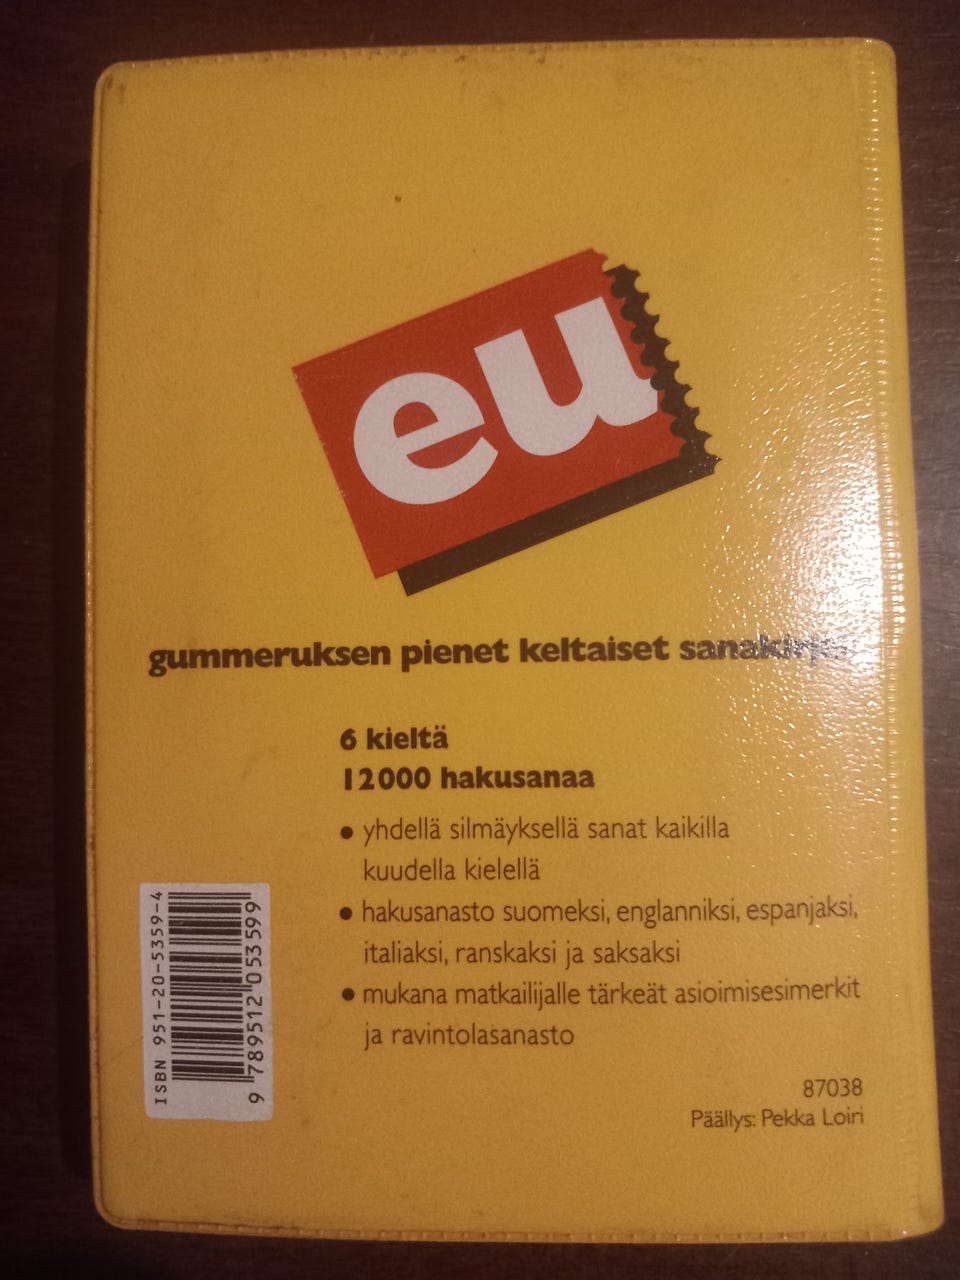 eu
gummeruksen pienet keltaiset sanakirjat
6 kieltä
12000 hakusanaa
• yhdellä silmäyksellä sanat kaikilla
kuudella kielellä
• hakusanasto suomeksi, englanniksi, espanjaksi,
italiaksi, ranskaksi ja saksaksi
• mukana matkailijalle tärkeät asioimisesimerkit
ja ravintolasanasto
ISBN 951-20-5359-4
9 789512 053599
87038
Päällys: Pekka Loiri